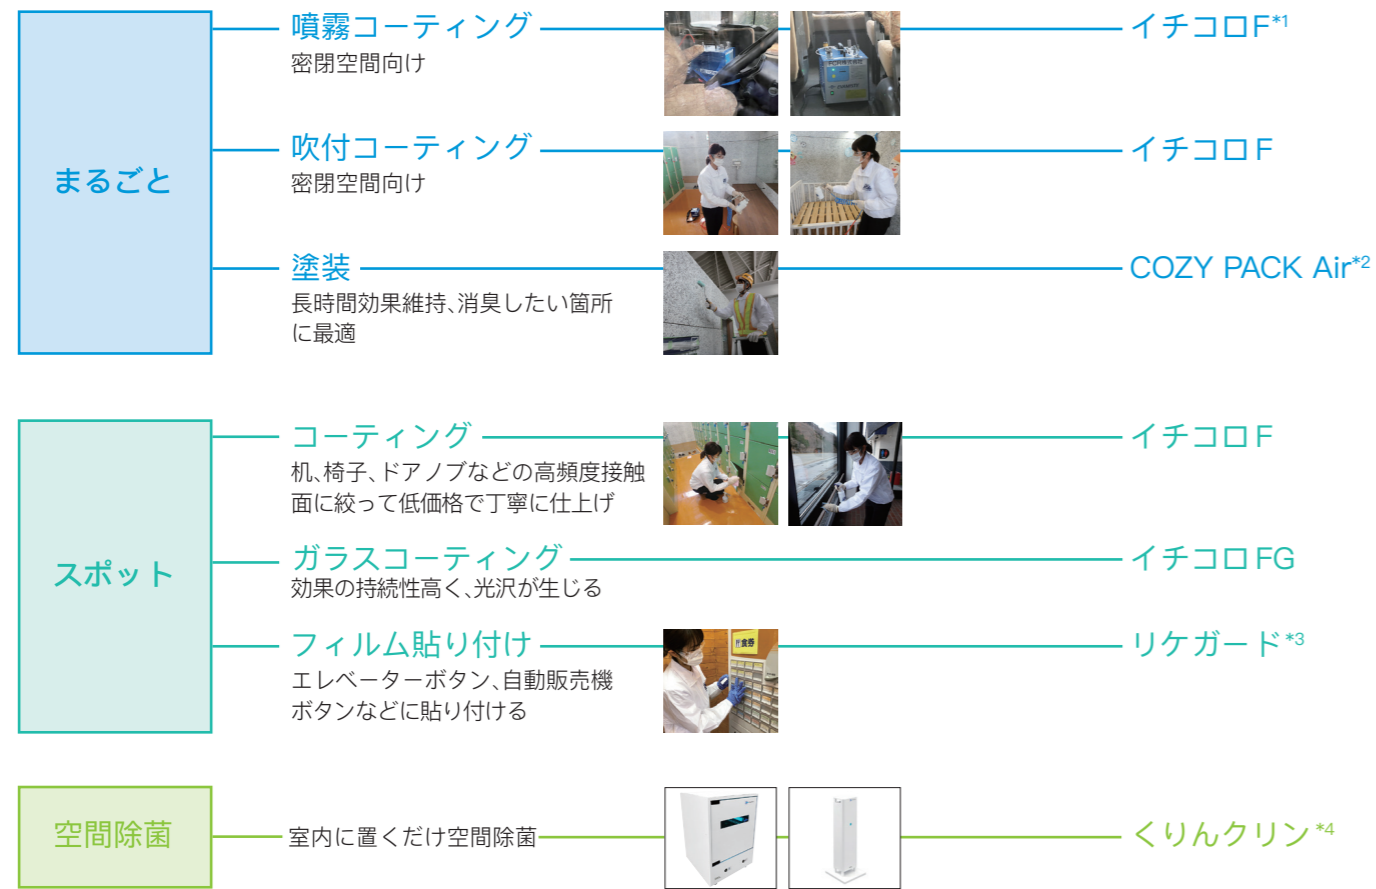 まるごと
噴霧コーティング
密閉空間向け
イチコロF*1
吹付コーティング
密閉空間向け
イチコロF
塗装
長時間効果維持、消臭したい箇所
に最適
COZY PACK Air*2
スポット
コーティング
机、椅子、ドアノブなどの高頻度接触
面に絞って低価格で丁寧に仕上げ
イチコロF
ガラスコーティング
効果の持続性高く、光沢が生じる
イチコロFG
フィルム貼り付け
エレベーターボタン、自動販売機
ボタンなどに貼り付ける
食券
リケガード*3
空間除菌
室内に置くだけ空間除菌
くりんクリン*4